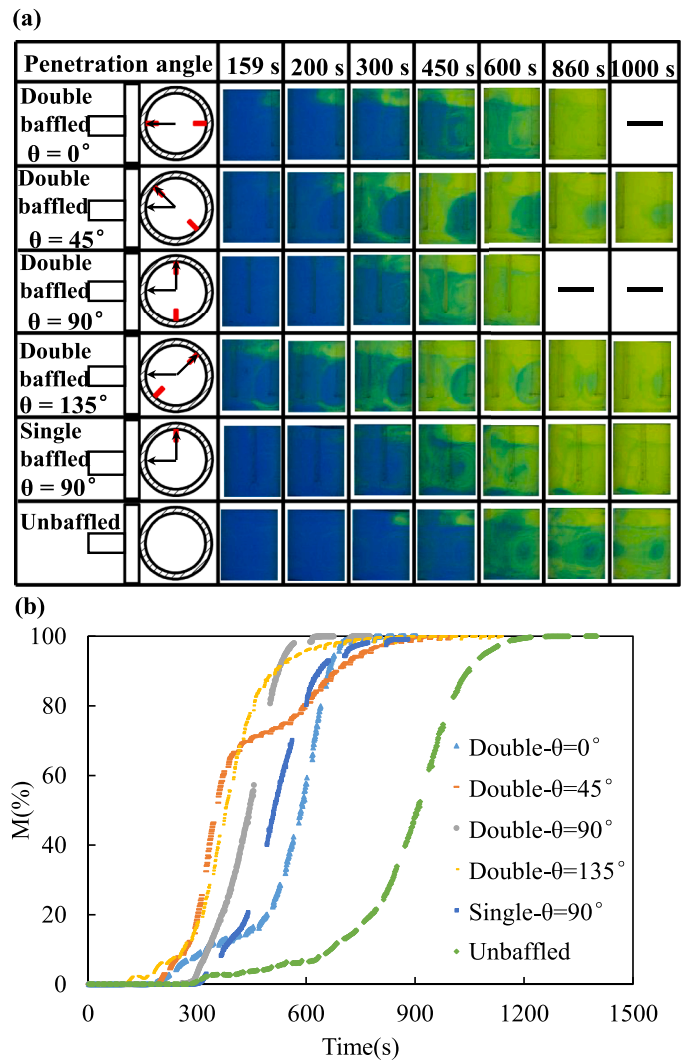 (a)
Penetration angle 159 s 200 s 300 s 450 s 600 s 860 s 1000 s
Double
baffled
θ = 0°
Double
baffled
θ = 45°
Double
baffled
θ = 90°
Double
baffled
θ = 135°
Single
baffled
θ = 90°
Unbaffled
(b)
100
80
60
40
20
0
M(%)
Double-θ=0°
Double-θ=45°
Double-θ=90°
Double-θ=135°
Single-θ=90°
Unbaffled
0 300 600 900 1200 1500
Time(s)